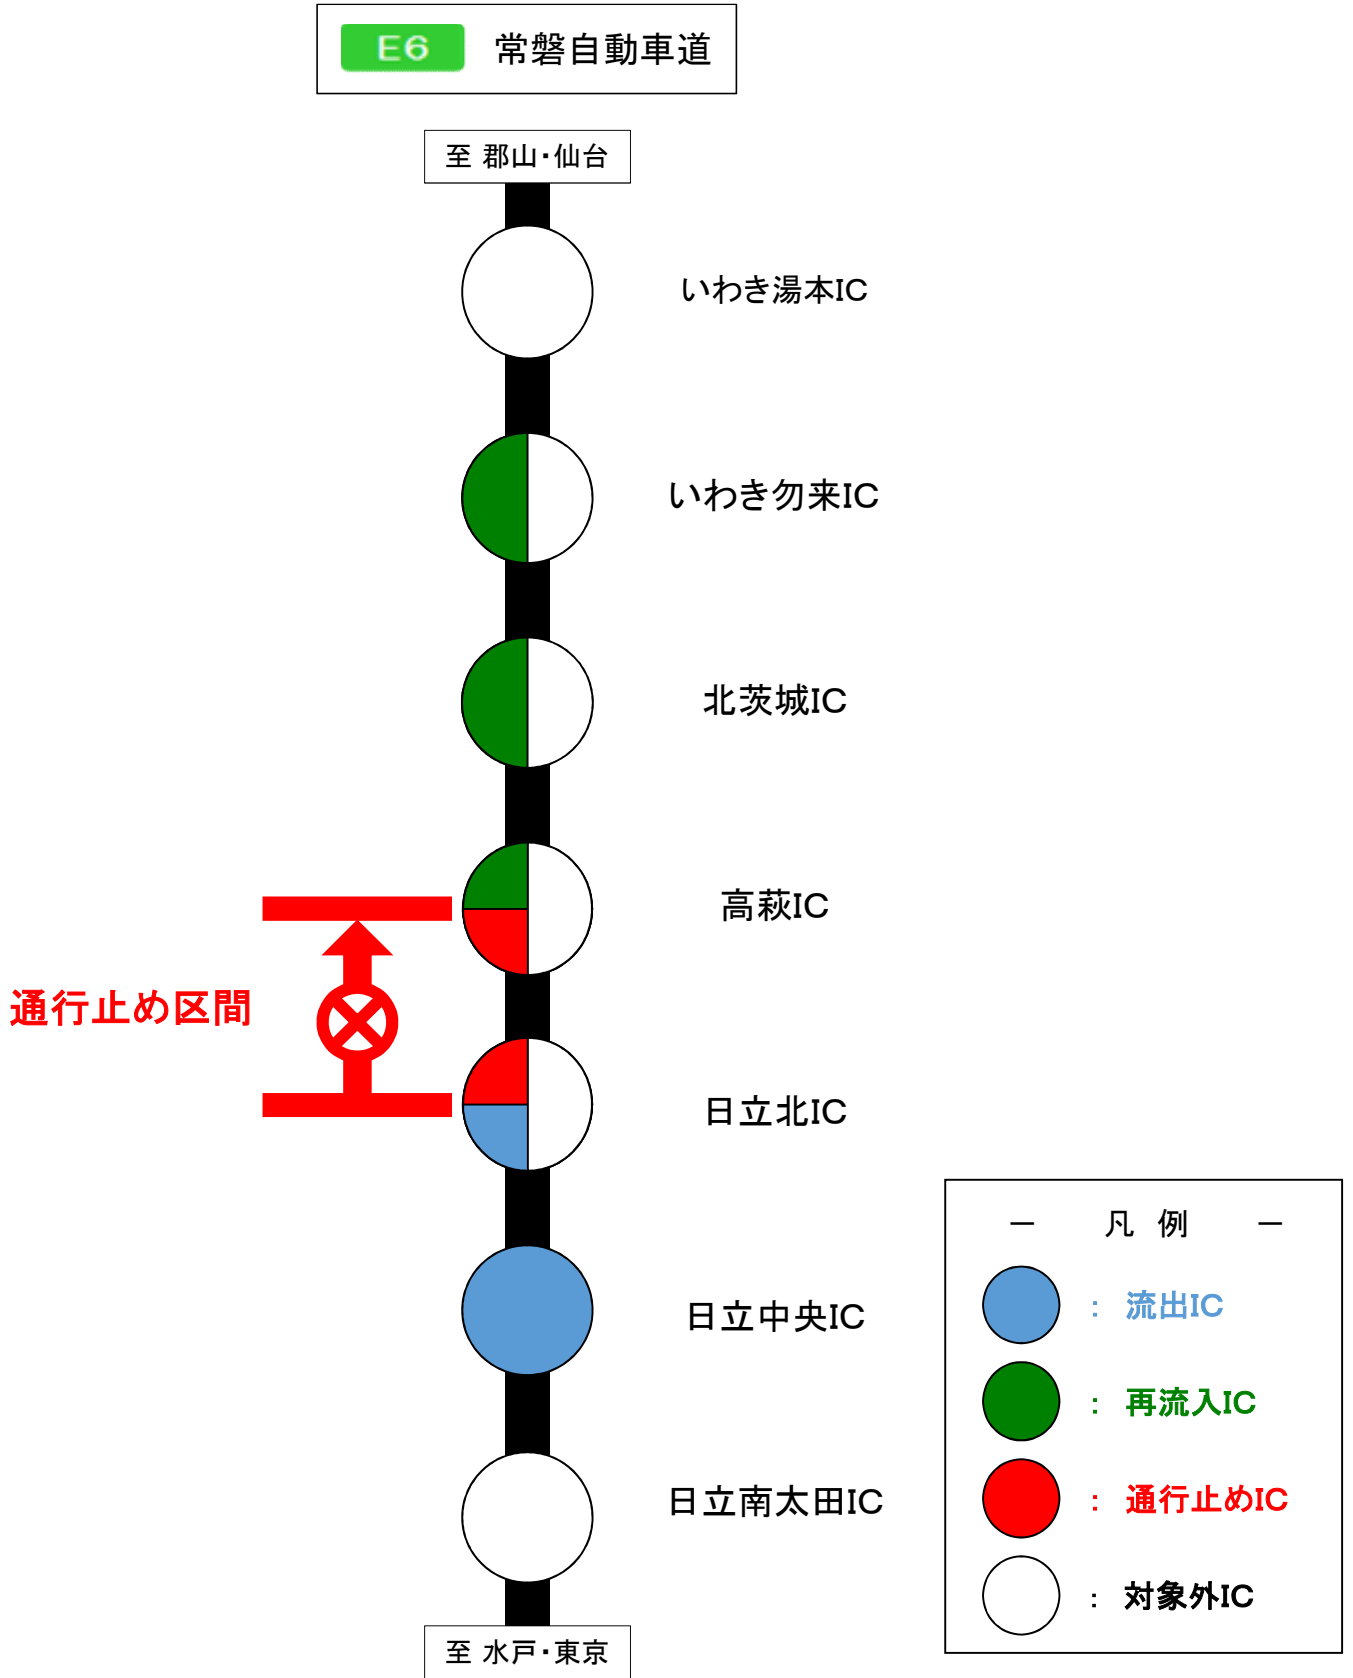 E6 常磐自動車道
至 郡山・仙台
いわき湯本IC
いわき勿来IC
北茨城IC
高萩IC
通行止め区間
日立北IC
日立中央IC
日立南太田IC
至 水戸・東京
ー 凡 例 ー
： 流出IC
： 再流入IC
： 通行止めIC
： 対象外IC